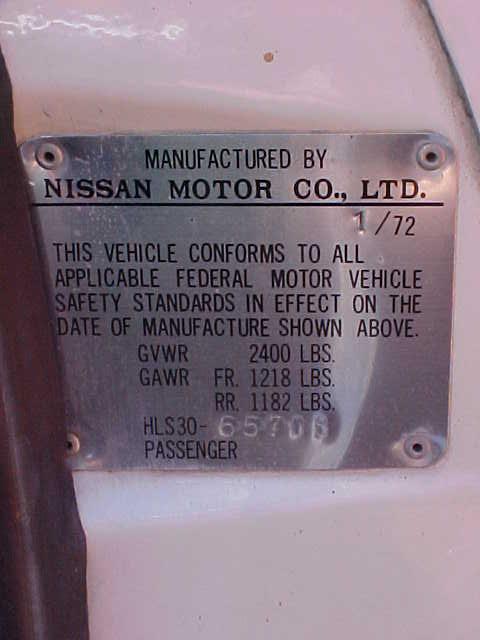 MANUFACTURED BY
NISSAN MOTOR CO., LTD.
1/72
THIS VEHICLE CONFORMS TO ALL
APPLICABLE FEDERAL MOTOR VEHICLE
SAFETY STANDARDS IN EFFECT ON THE
DATE OF MANUFACTURE SHOWN ABOVE.
GVWR 2400 LBS.
GAWR FR. 1218 LBS.
RR. 1182 LBS.
HLS30-
PASSENGER